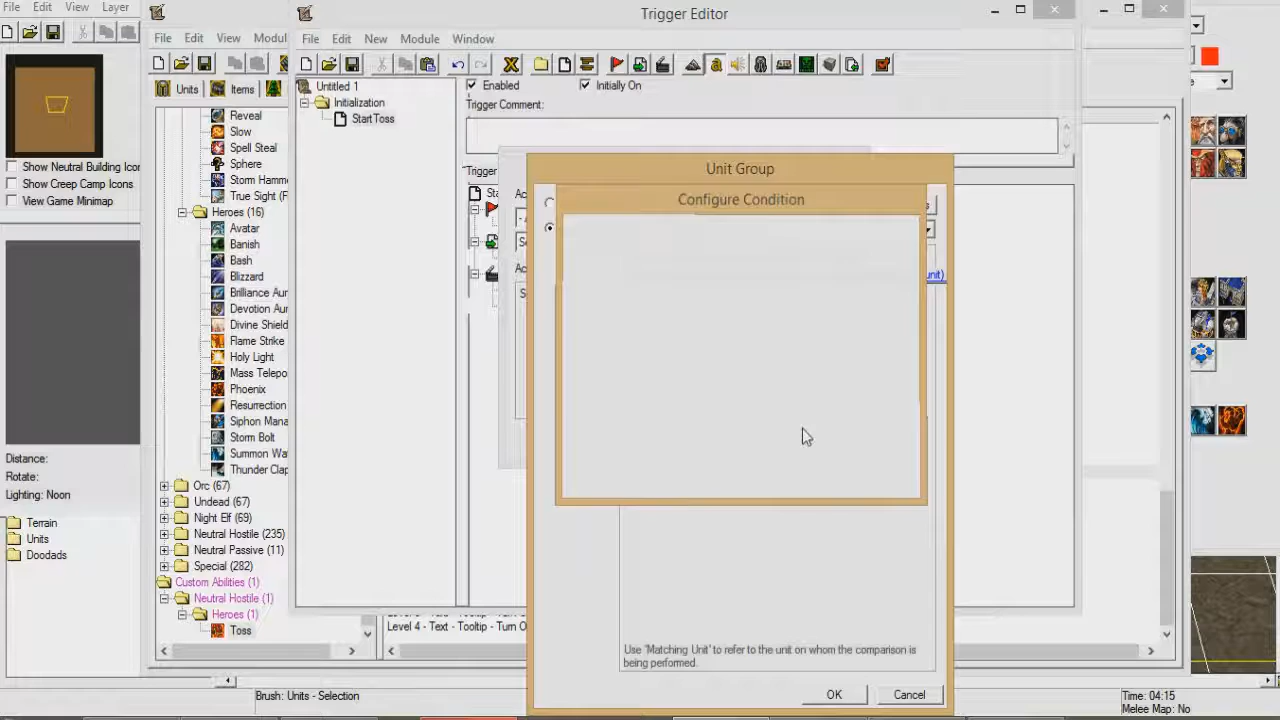 File Edit View Layer
Show Neutral Building Icon
Show Creep Camp Icons
View Game Minimap
Distance:
Rotate:
Lighting: Noon
Terrain
Units
Doodads
File Edit View Modul
Units Items
Reveal
Slow
Spell Steal
Sphere
Storm Hamme
True Sight (F
Heroes (16)
Avatar
Banish
Bash
Blizzard
Brilliance Aur
Devotion Au
Divine Shield
Flame Strike
Holy Light
Mass Telepo
Phoenix
Resurrection
Siphon Mana
Storm Bolt
Summon Wa
Thunder Clap
Orc (67)
Undead (67)
Night Elf (69)
Neutral Hostile (235)
Neutral Passive (11)
Special (282)
Custom Abilities (1)
Neutral Hostile (1)
Heroes (1)
Toss
Level 4 - Text - Tooltip - Turn O
Brush: Units - Selection
Trigger Editor
File Edit New Module Window
Untitled 1
Initialization
StartToss
Enabled Initially On
Trigger Comment:
Trigger
Sta
Unit Group
Configure Condition
unit)
Use 'Matching Unit' to refer to the unit on whom the comparison is
being performed.
OK Cancel
Time: 04:15
Melee Map: No